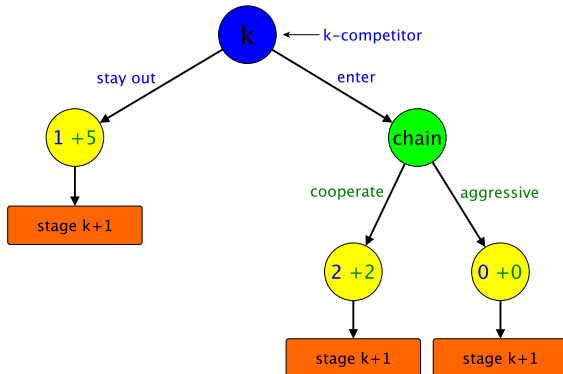 k
k-competitor
stay out
enter
1 +5
chain
cooperate
aggressive
stage k+1
2 +2
0 +0
stage k+1
stage k+1